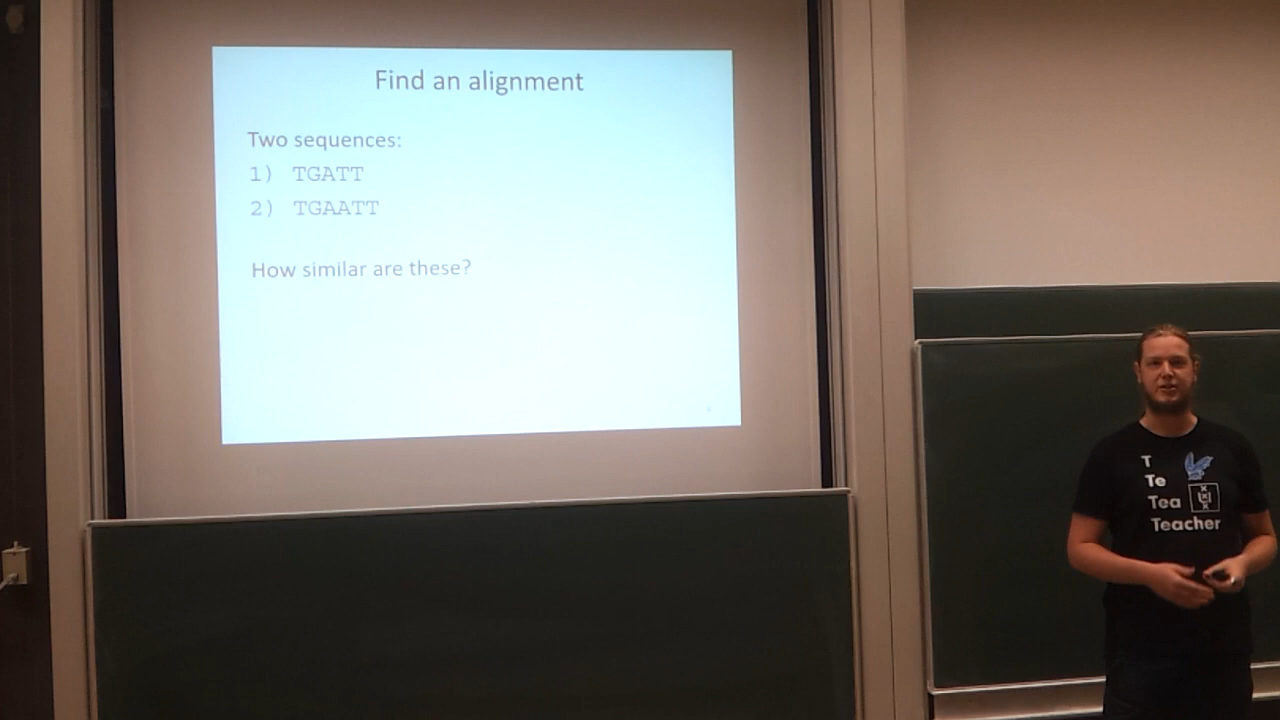 Find an alignment
Two sequences:
1) TGATT
2) TGAATT
How similar are these?
T
Te
Tea
Teacher